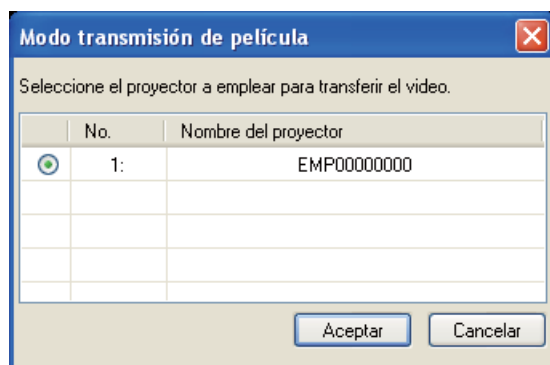 Modo transmisión de película
Seleccione el proyector a emplear para transferir el video.
No. Nombre del proyector
1: EMP00000000
Aceptar Cancelar